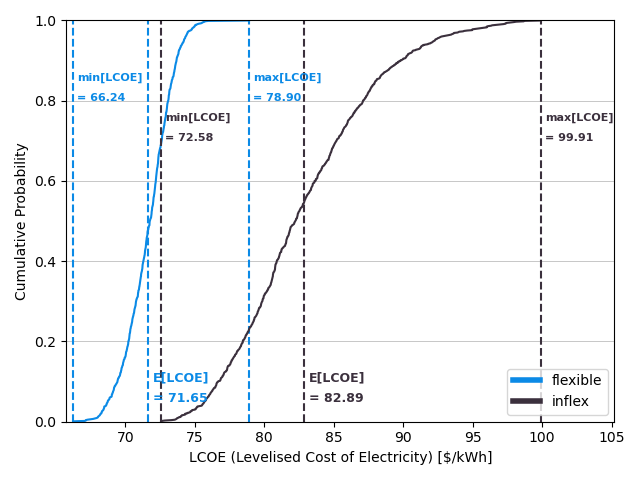 1.0
0.8
0.6
0.4
0.2
0.0
Cumulative Probability
min[LCOE]
= 66.24
max[LCOE]
= 78.90
min[LCOE]
= 72.58
max[LCOE]
= 99.91
E[LCOE]
= 71.65
E[LCOE]
= 82.89
flexible
inflex
70 75 80 85 90 95 100 105
LCOE (Levelised Cost of Electricity) [$/kWh]